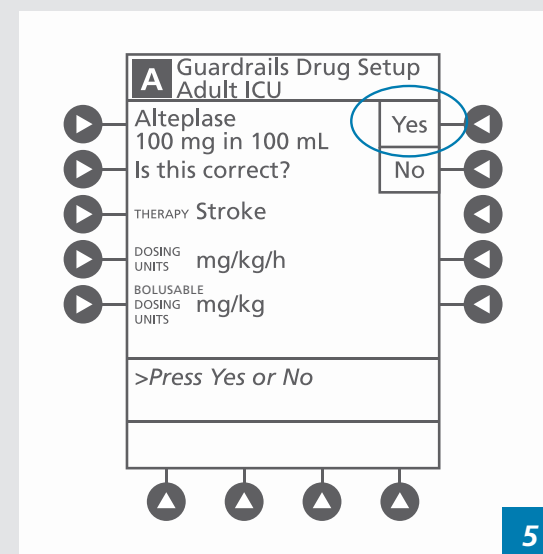 A
Guardrails Drug Setup
Adult ICU
Alteplase
100 mg in 100 mL
Yes
Is this correct?
No
THERAPY Stroke
DOSING
UNITS mg/kg/h
BOLUSABLE
DOSING
UNITS mg/kg
>Press Yes or No
5